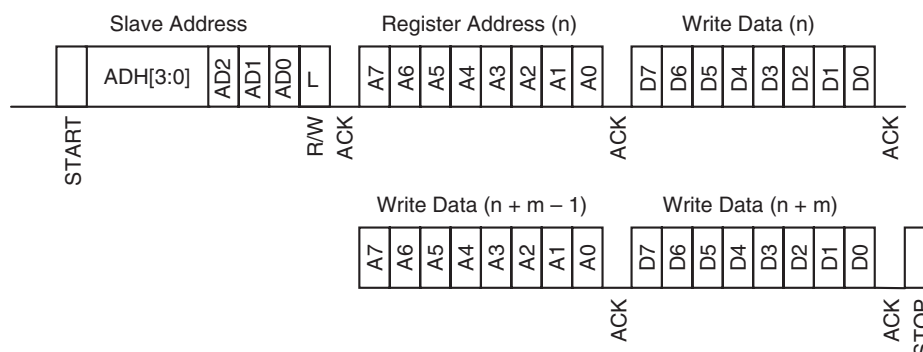 Slave Address Register Address (n) Write Data (n)
ADH[3:0] AD2 AD1 AD0 L A7 A6 A5 A4 A3 A2 A1 A0 D7 D6 D5 D4 D3 D2 D1 D0
START R/W ACK ACK ACK
Write Data (n + m – 1) Write Data (n + m)
A7 A6 A5 A4 A3 A2 A1 A0 D7 D6 D5 D4 D3 D2 D1 D0
ACK ACK STOP